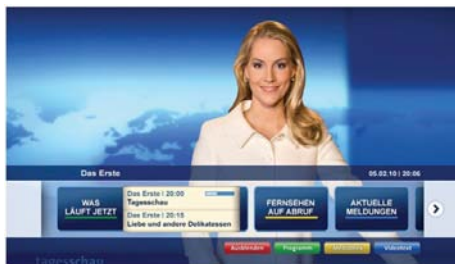 Das Erste 05.02.10 | 20:06
WAS
LÄUFT JETZT
Das Erste | 20:00
Tagesschau
Das Erste | 20:15
Liebe und andere Delikatessen
FERNSEHEN
AUF ABRUF
AKTUELLE
MELDUNGEN
Ausblenden Programm Mediathek Videotext
tagesschau